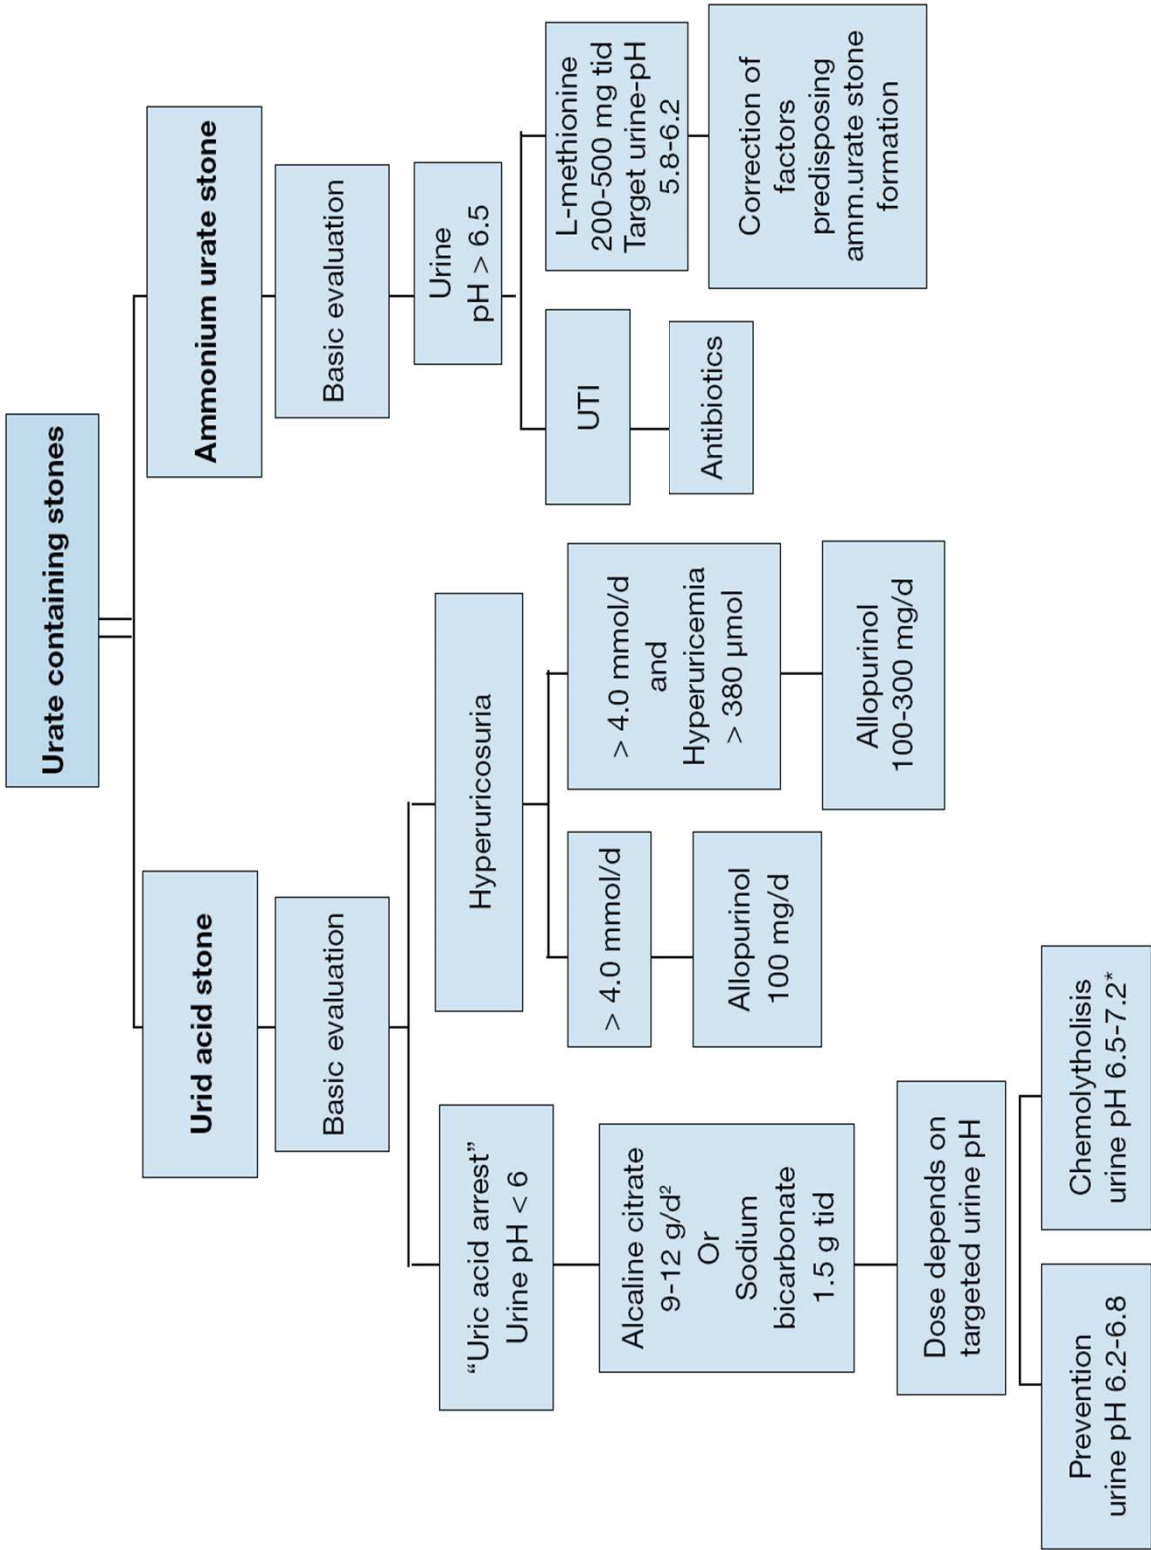 Urate containing stones
Urid acid stone
Ammonium urate stone
Basic evaluation
Basic evaluation
“Uric acid arrest”
Urine pH < 6
Hyperuricosuria
Urine
pH > 6.5
Alcaline citrate
9-12 g/d²
Or
Sodium
bicarbonate
1.5 g tid
> 4.0 mmol/d
> 4.0 mmol/d
and
Hyperuricemia
> 380 µmol
UTI
L-methionine
200-500 mg tid
Target urine-pH
5.8-6.2
Allopurinol
100 mg/d
Allopurinol
100-300 mg/d
Antibiotics
Correction of
factors
predisposing
amm.urate stone
formation
Dose depends on
targeted urine pH
Prevention
urine pH 6.2-6.8
Chemolytholisis
urine pH 6.5-7.2*